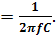 = 1 / 2πfC.